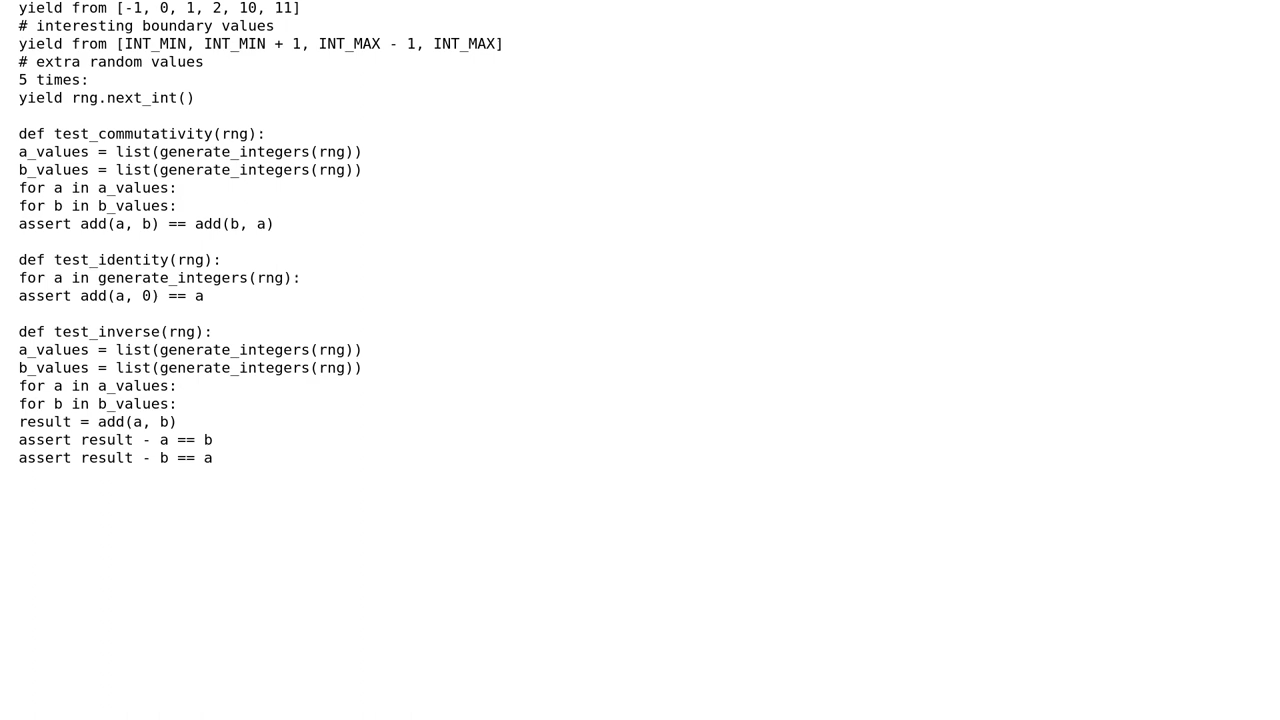 yield from [-1, 0, 1, 2, 10, 11]
# interesting boundary values
yield from [INT_MIN, INT_MIN + 1, INT_MAX - 1, INT_MAX]
# extra random values
5 times:
yield rng.next_int()

def test_commutativity(rng):
a_values = list(generate_integers(rng))
b_values = list(generate_integers(rng))
for a in a_values:
for b in b_values:
assert add(a, b) == add(b, a)

def test_identity(rng):
for a in generate_integers(rng):
assert add(a, 0) == a

def test_inverse(rng):
a_values = list(generate_integers(rng))
b_values = list(generate_integers(rng))
for a in a_values:
for b in b_values:
result = add(a, b)
assert result - a == b
assert result - b == a